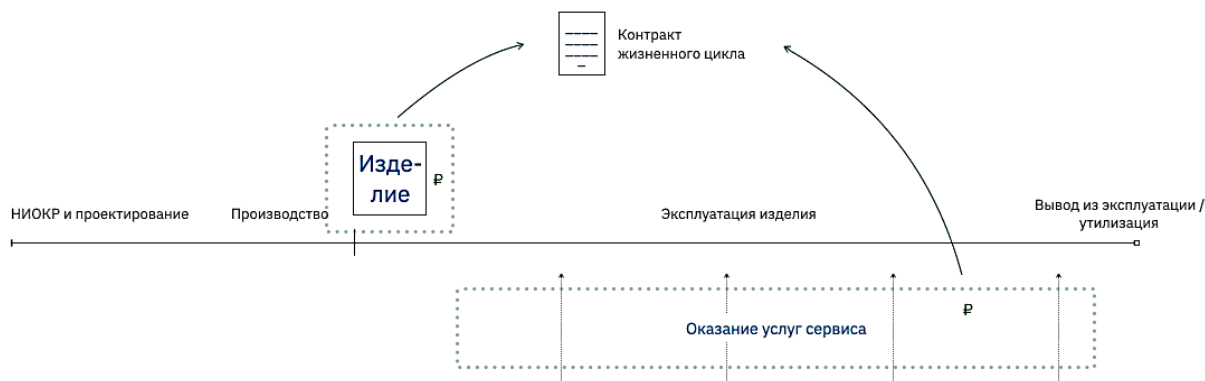 Контракт
жизненного цикла
Изде-
лие
₽
НИОКР и проектирование
Производство
Эксплуатация изделия
Вывод из эксплуатации /
утилизация
₽
Оказание услуг сервиса